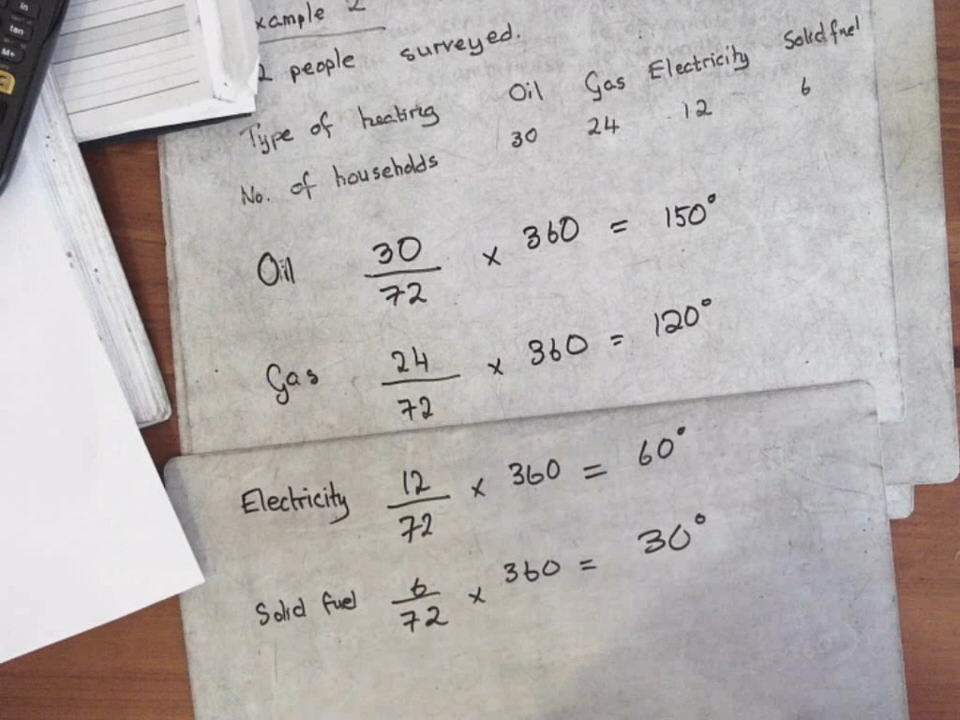 xample 2
2 people surveyed.
Type of heating Oil Gas Electricity Solid fuel
No. of households 30 24 12 6
Oil 30/72 × 360 = 150°
Gas 24/72 × 360 = 120°
Electricity 12/72 × 360 = 60°
Solid fuel 6/72 × 360 = 30°
ln
tan
M+